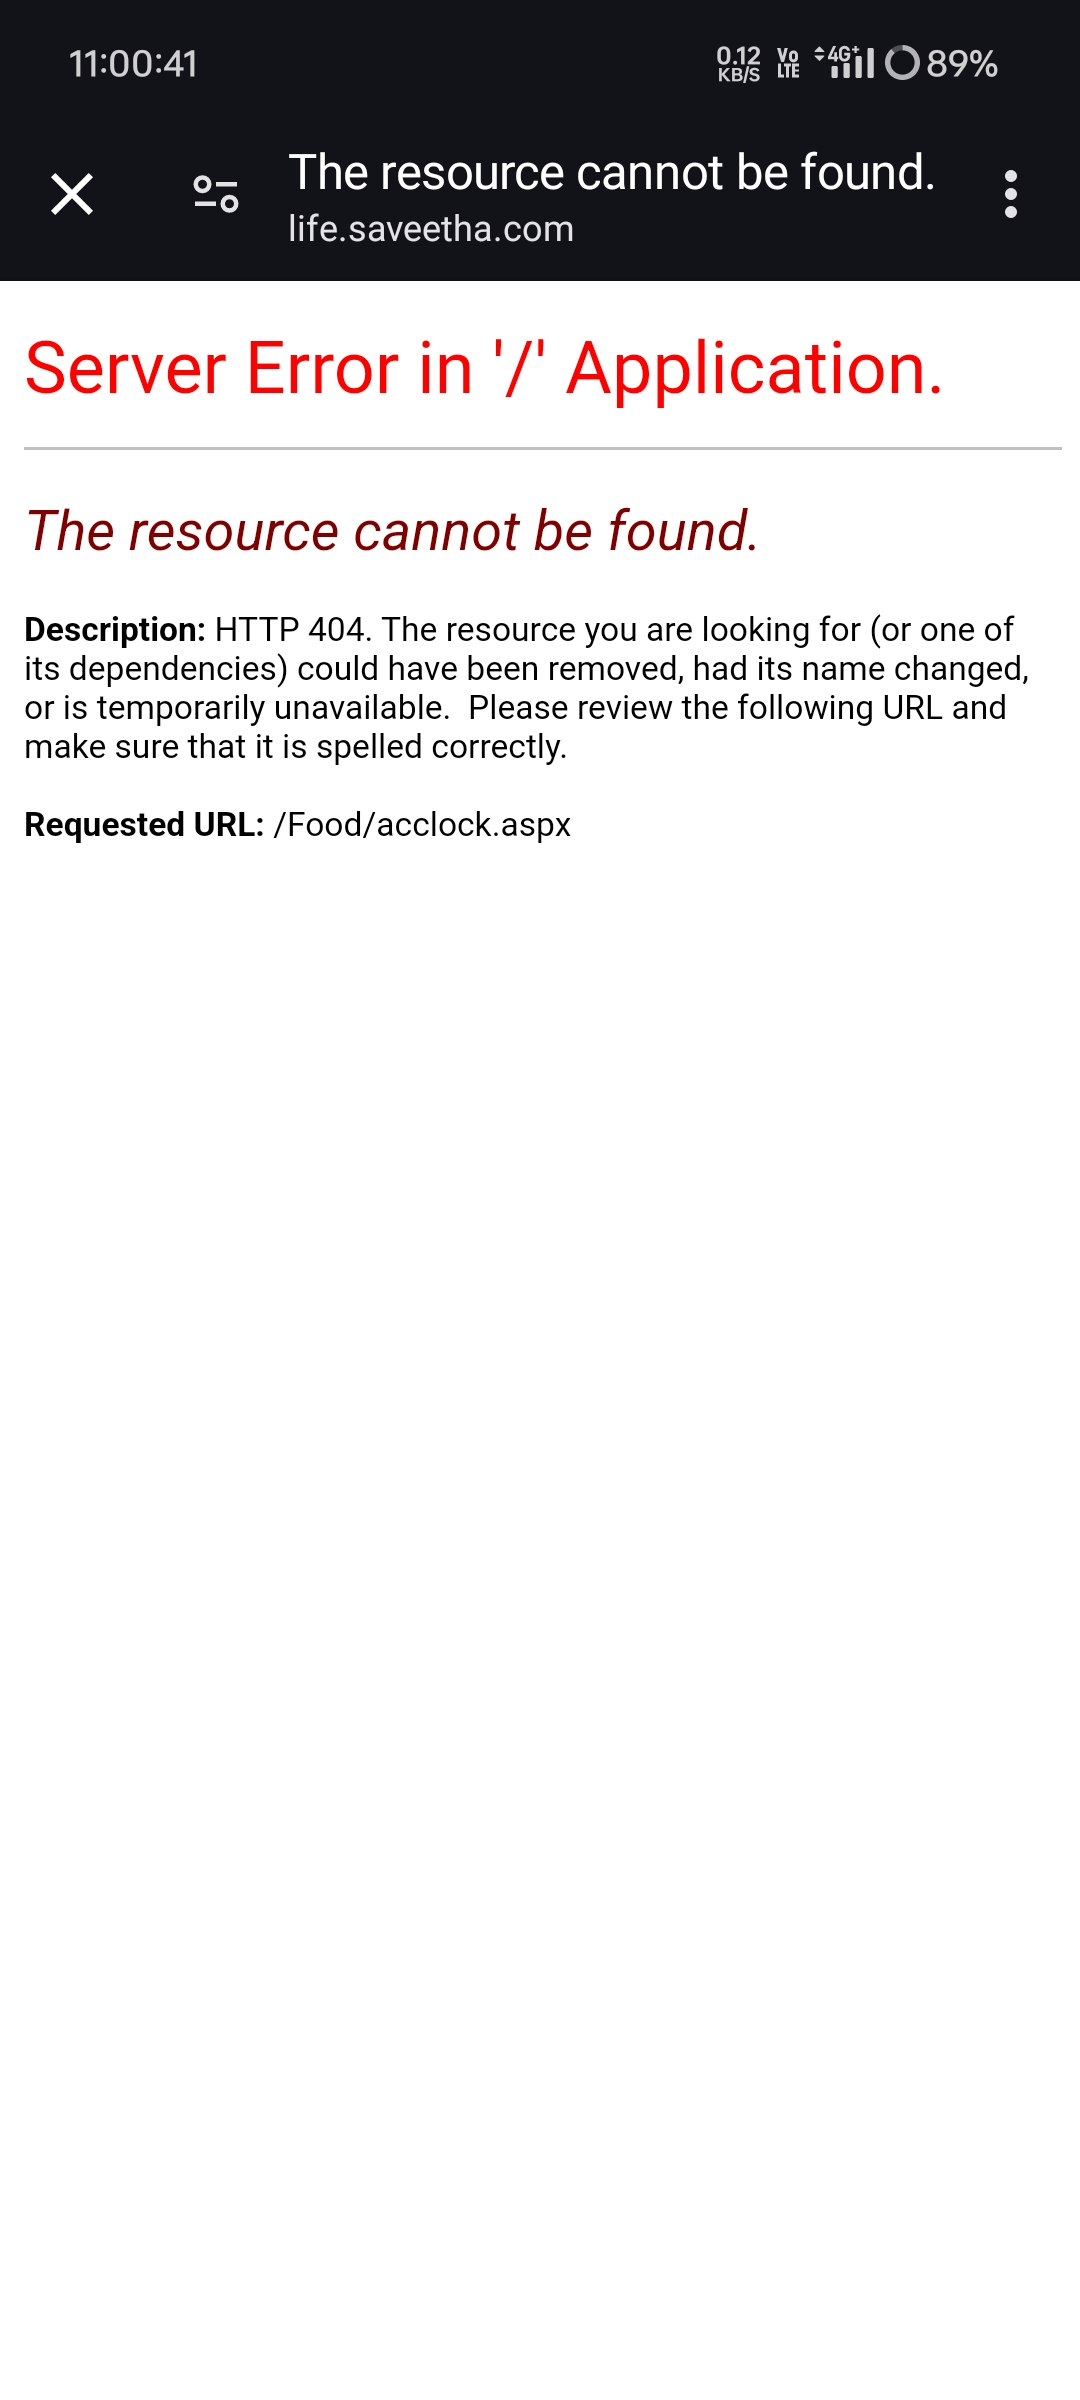 11:00:41
0.12 KB/S Vo LTE 4G+ 89%
The resource cannot be found.
life.saveetha.com
Server Error in '/' Application.
The resource cannot be found.
Description: HTTP 404. The resource you are looking for (or one of
its dependencies) could have been removed, had its name changed,
or is temporarily unavailable.  Please review the following URL and
make sure that it is spelled correctly.
Requested URL: /Food/acclock.aspx